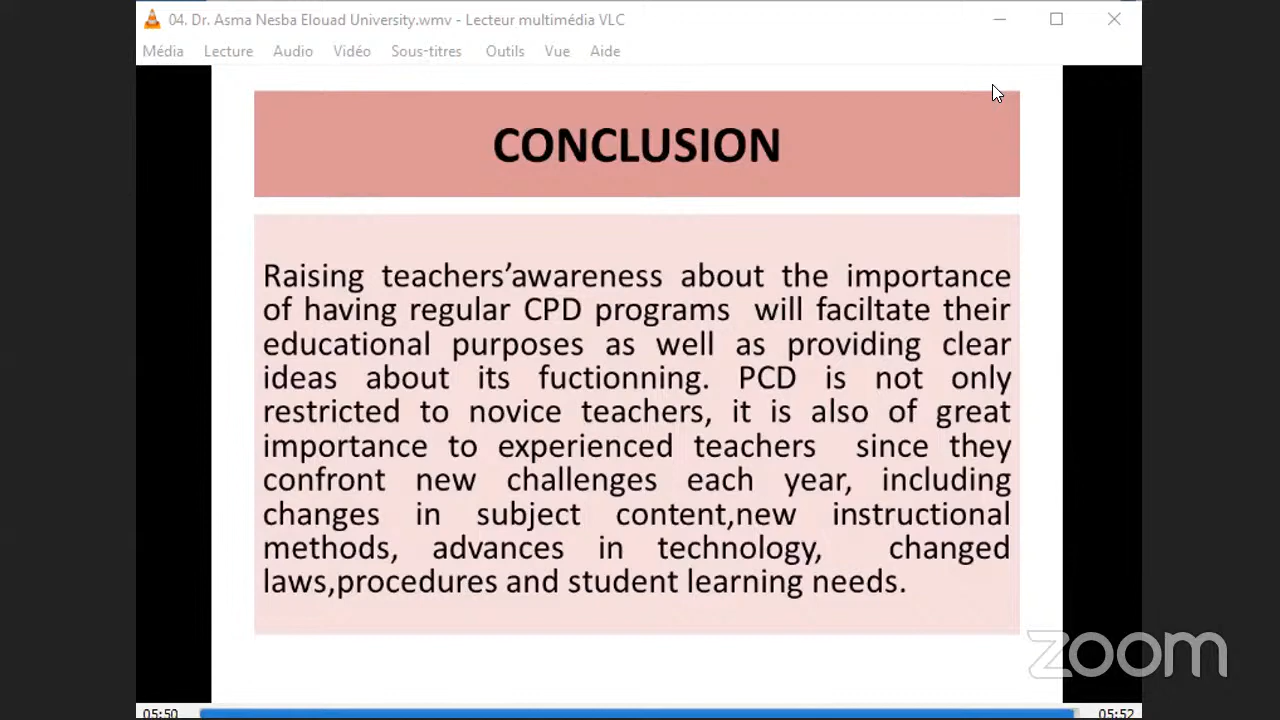 04. Dr. Asma Nesba Elouad University.wmv - Lecteur multimédia VLC
Média Lecture Audio Vidéo Sous-titres Outils Vue Aide
CONCLUSION
Raising teachers’awareness about the importance
of having regular CPD programs will faciltate their
educational purposes as well as providing clear
ideas about its fuctionning. PCD is not only
restricted to novice teachers, it is also of great
importance to experienced teachers since they
confront new challenges each year, including
changes in subject content,new instructional
methods, advances in technology, changed
laws,procedures and student learning needs.
zoom
05:50 05:52